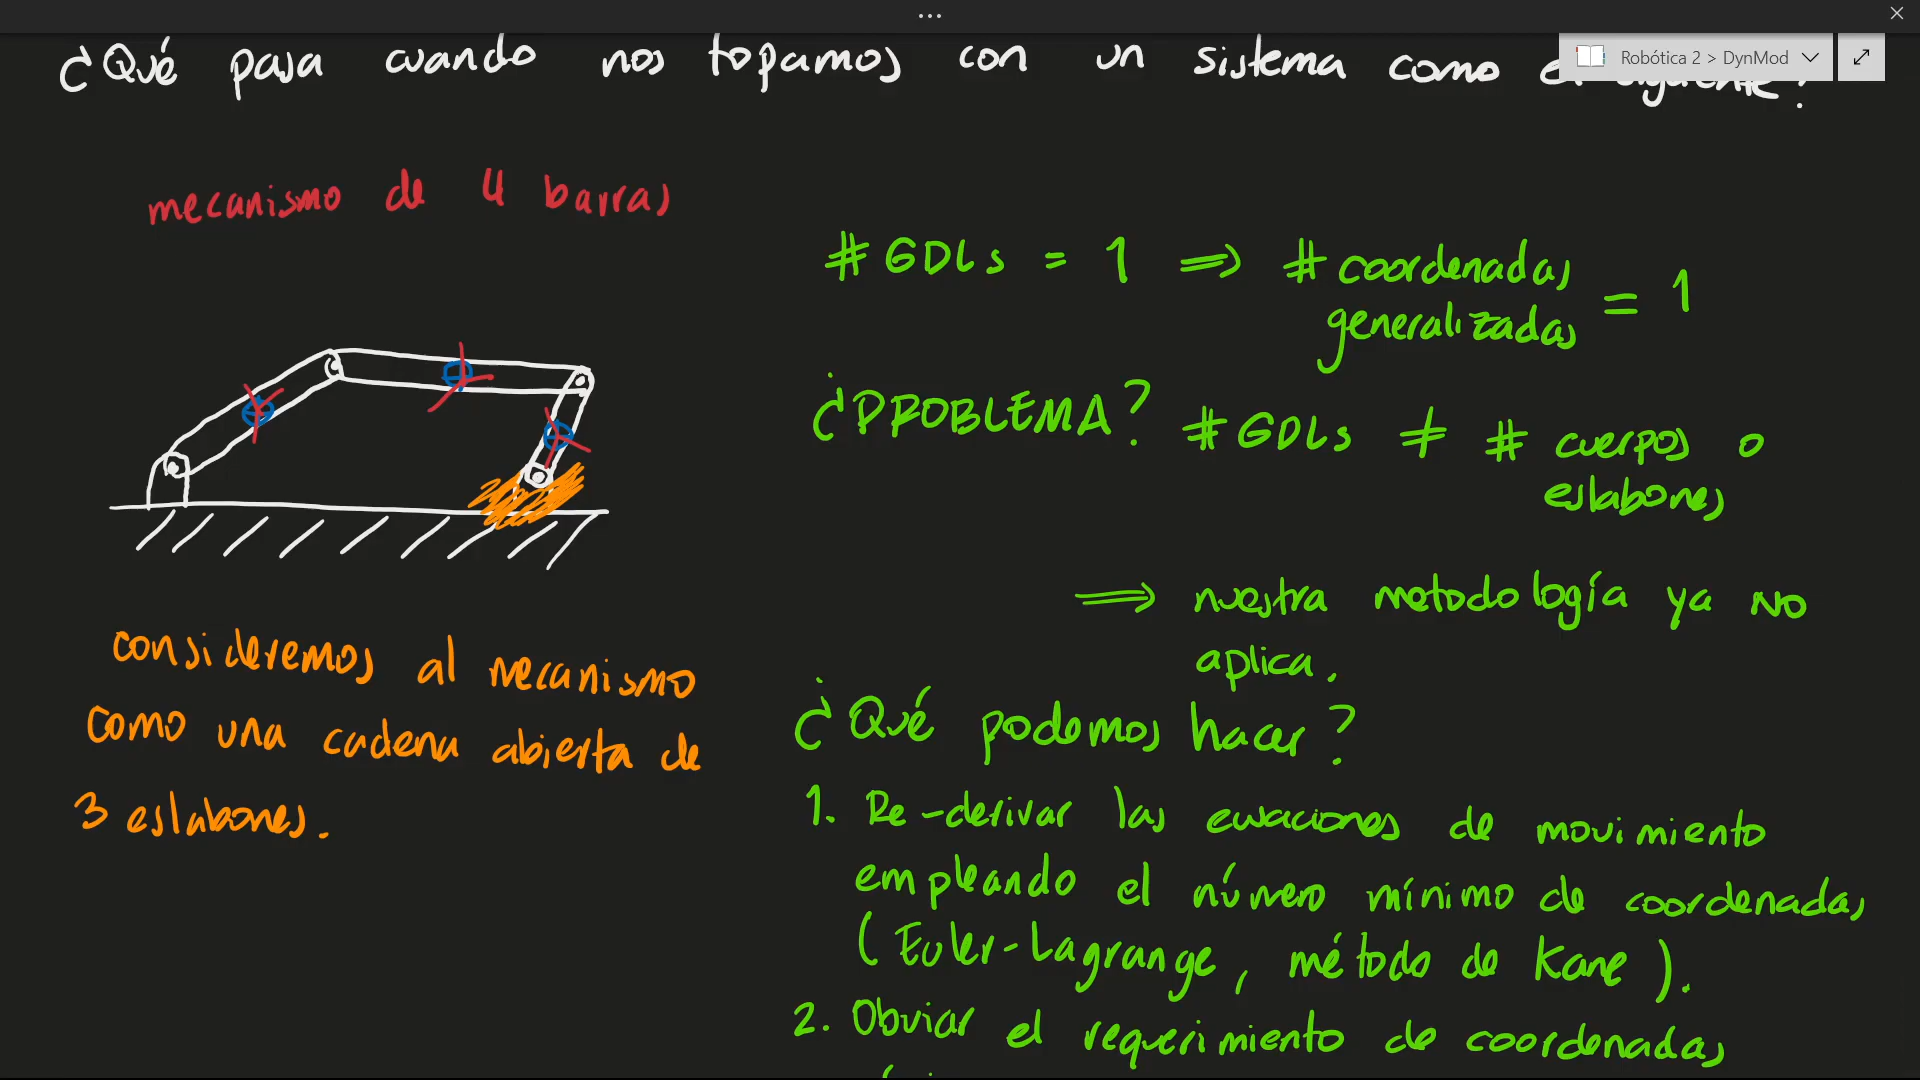 ¿Qué pasa cuando nos topamos con un sistema como el siguiente?
Robótica 2 > DynMod
mecanismo de 4 barras
#GDLs = 1 ⟹ # coordenadas
generalizadas = 1
¿PROBLEMA? #GDLs ≠ # cuerpos o
eslabones
⟹ nuestra metodología ya NO
aplica.
consideremos al mecanismo
como una cadena abierta de
3 eslabones.
¿Qué podemos hacer?
1. Re-derivar las ecuaciones de movimiento
empleando el número mínimo de coordenadas
(Euler-Lagrange, método de Kane).
2. Obviar el requerimiento de coordenadas